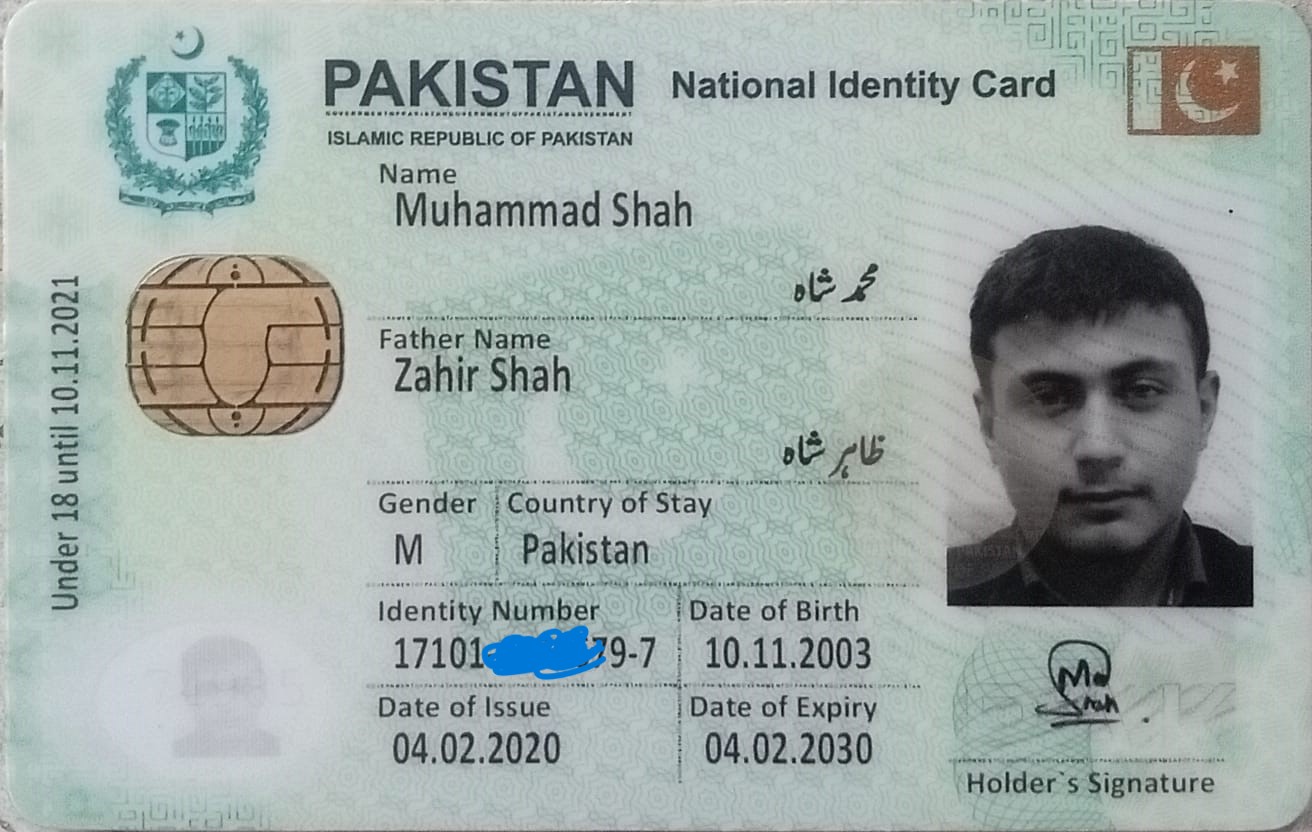 PAKISTAN National Identity Card
ISLAMIC REPUBLIC OF PAKISTAN
Name
Muhammad Shah
محمد شاہ
Father Name
Zahir Shah
ظاہر شاہ
Gender Country of Stay
M Pakistan
Identity Number Date of Birth
17101 79-7 10.11.2003
Date of Issue Date of Expiry
04.02.2020 04.02.2030
Under 18 until 10.11.2021
Md
Shah
Holder`s Signature